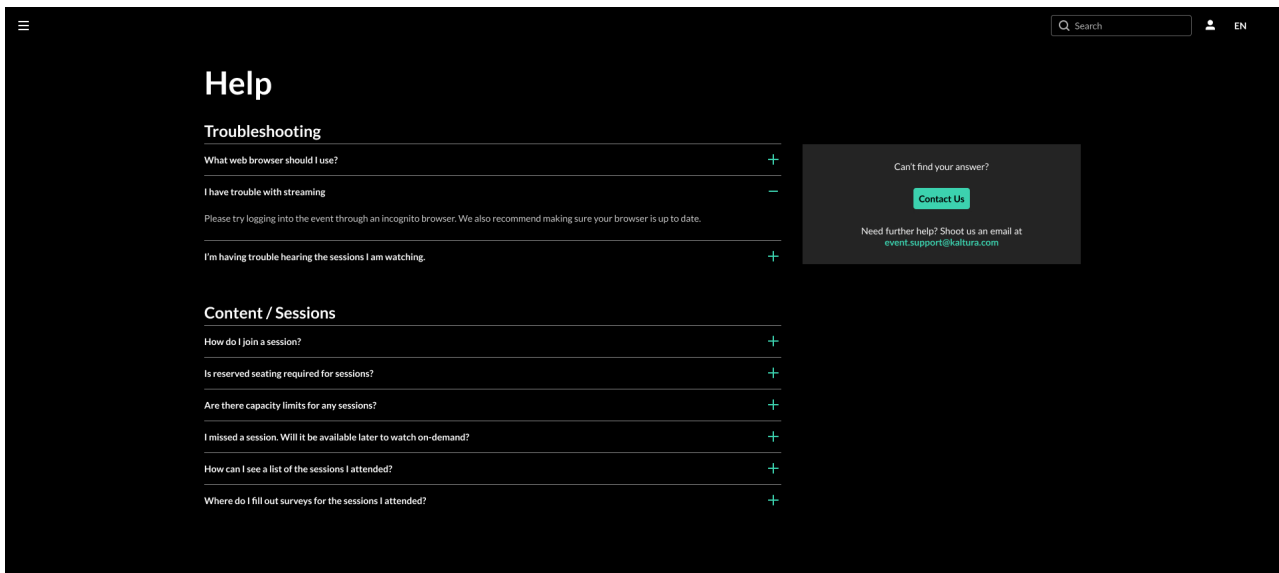 Search
EN
Help
Troubleshooting
What web browser should I use?
I have trouble with streaming
Please try logging into the event through an incognito browser. We also recommend making sure your browser is up to date.
I'm having trouble hearing the sessions I am watching.
Can't find your answer?
Contact Us
Need further help? Shoot us an email at
event.support@kaltura.com
Content / Sessions
How do I join a session?
Is reserved seating required for sessions?
Are there capacity limits for any sessions?
I missed a session. Will it be available later to watch on-demand?
How can I see a list of the sessions I attended?
Where do I fill out surveys for the sessions I attended?